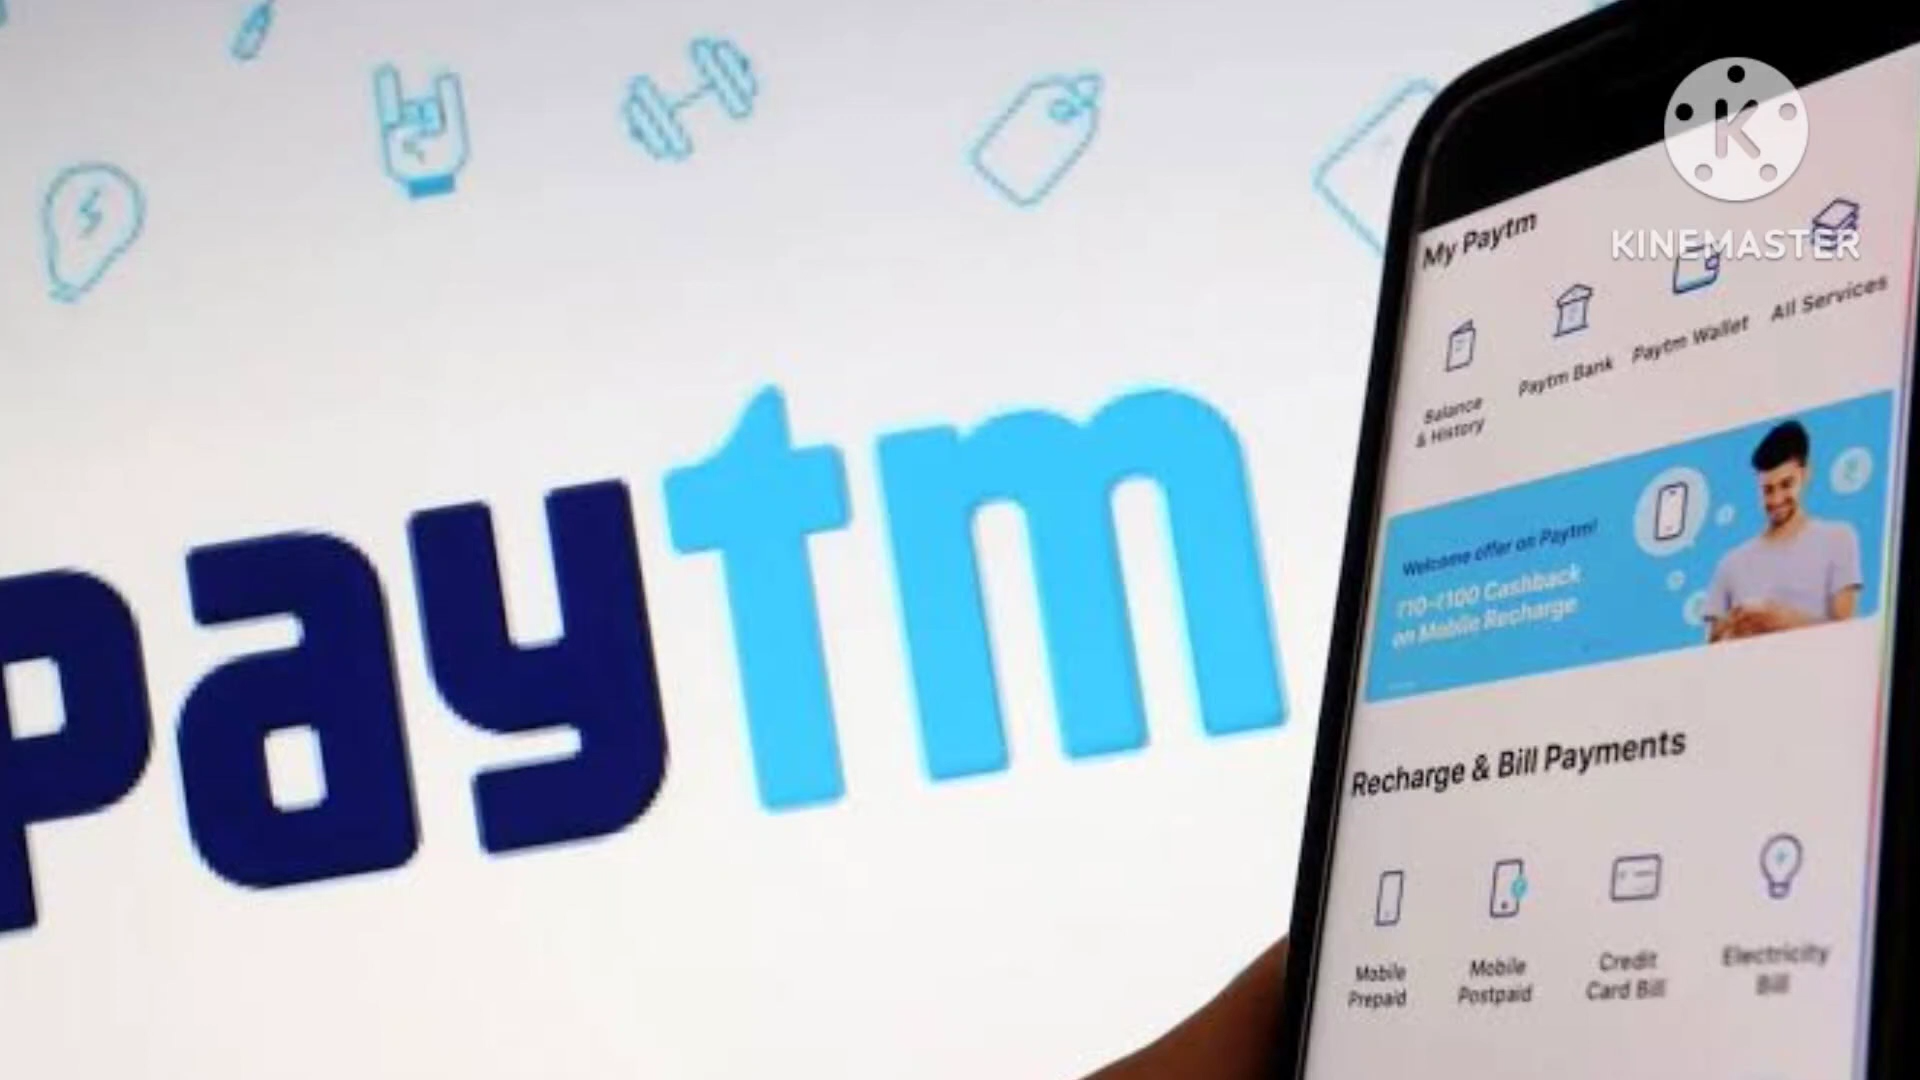 paytm
KINEMASTER
My Paytm
Balance
& History
Paytm Bank
Paytm Wallet
All Services
Welcome offer on Paytm!
₹10-₹100 Cashback
on Mobile Recharge
Recharge & Bill Payments
Mobile
Prepaid
Mobile
Postpaid
Credit
Card Bill
Electricity
Bill